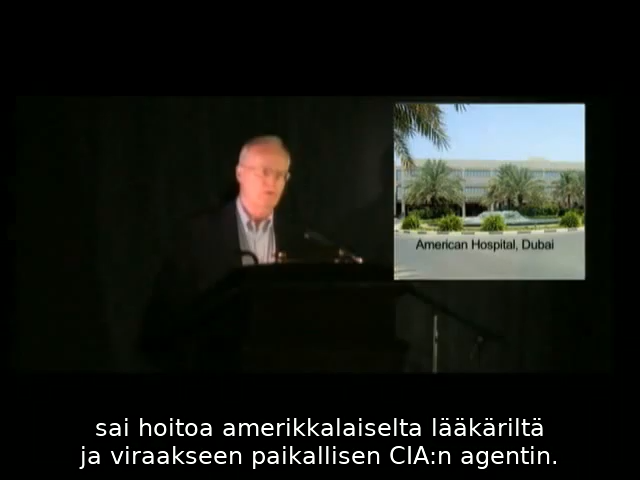 American Hospital, Dubai
sai hoitoa amerikkalaiselta lääkäriltä
ja viraakseen paikallisen CIA:n agentin.